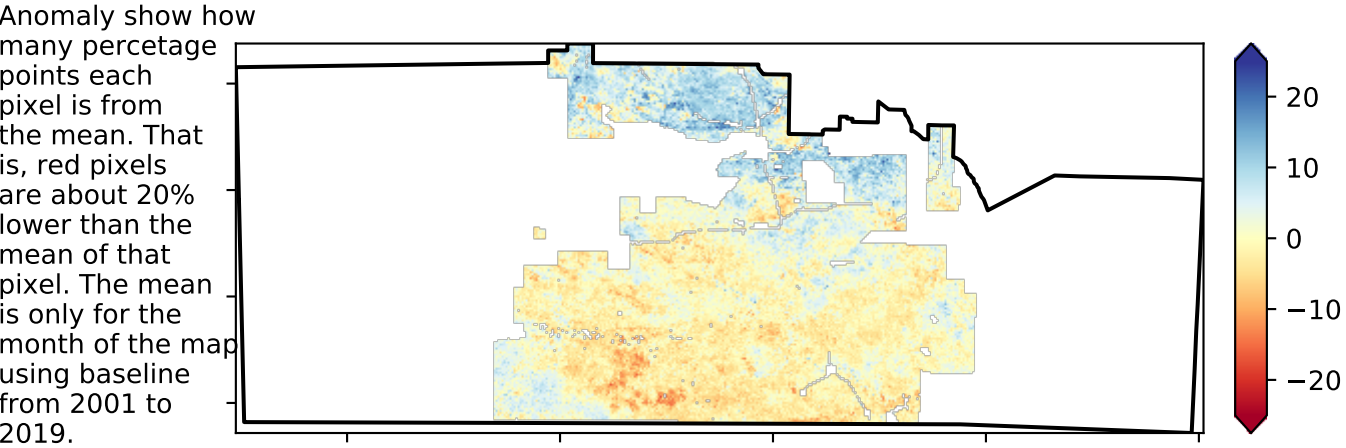 Anomaly show how
many percetage
points each
pixel is from
the mean. That
is, red pixels
are about 20%
lower than the
mean of that
pixel. The mean
is only for the
month of the map
using baseline
from 2001 to
2019.
20
10
0
−10
−20